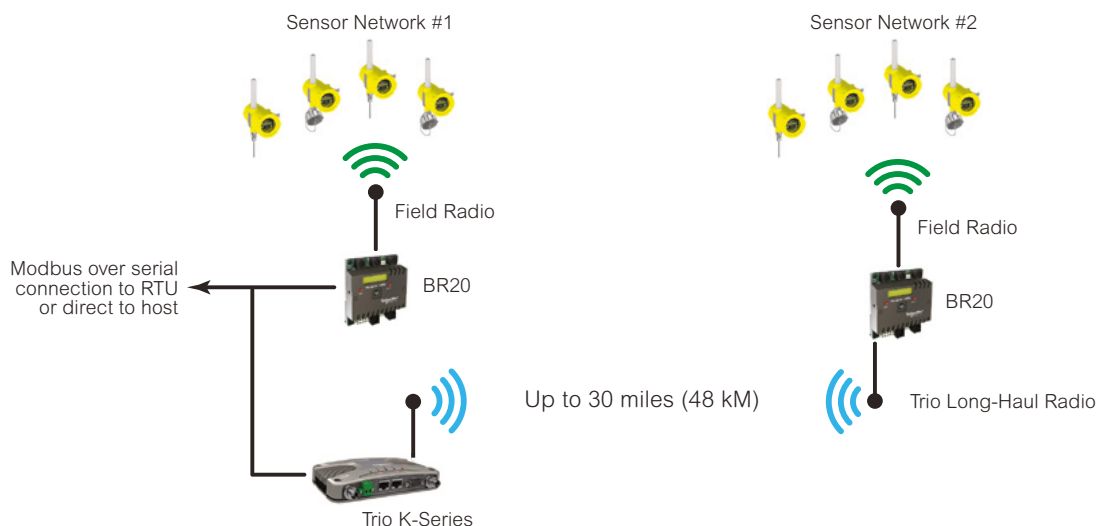 Sensor Network #1
Sensor Network #2
Field Radio
Field Radio
Modbus over serial
connection to RTU
or direct to host
BR20
BR20
Up to 30 miles (48 kM)
Trio Long-Haul Radio
Trio K-Series